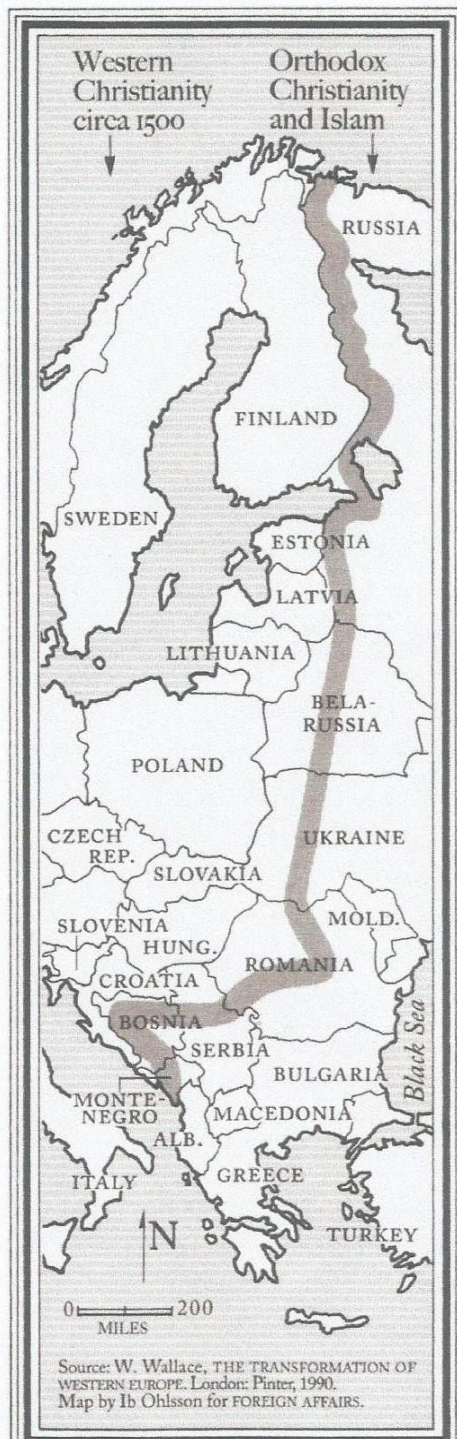 Western
Christianity
circa 1500
Orthodox
Christianity
and Islam
RUSSIA
FINLAND
SWEDEN
ESTONIA
LATVIA
LITHUANIA
BELA-
RUSSIA
POLAND
CZECH
REP.
UKRAINE
SLOVAKIA
SLOVENIA
HUNG.
MOLD.
ROMANIA
CROATIA
BOSNIA
SERBIA
BULGARIA
Black Sea
MONTE-
NEGRO
MACEDONIA
ALB.
ITALY
GREECE
TURKEY
N
0 200
MILES
Source: W. Wallace, THE TRANSFORMATION OF
WESTERN EUROPE. London: Pinter, 1990.
Map by Ib Ohlsson for FOREIGN AFFAIRS.